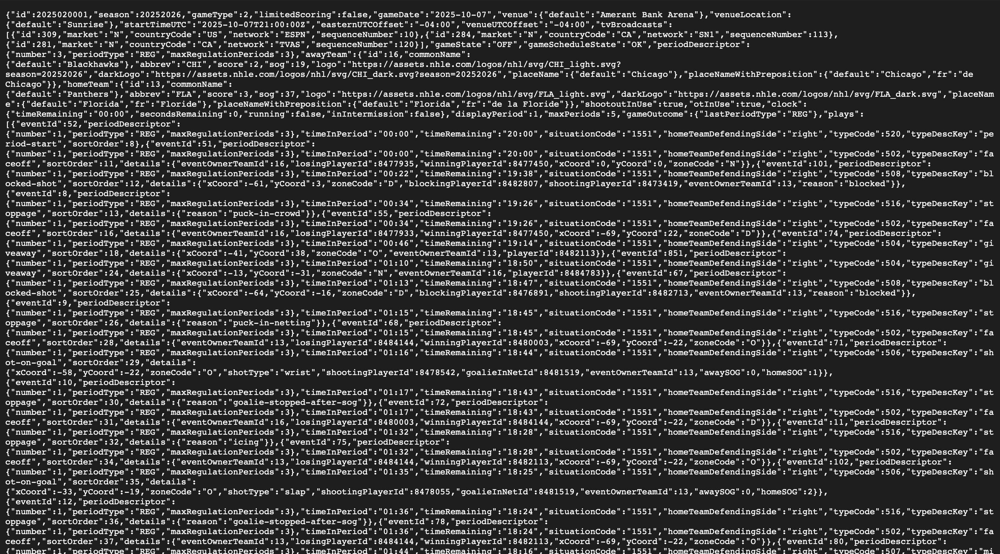 {"id":2025020001,"season":20252026,"gameType":2,"limitedScoring":false,"gameDate":"2025-10-07","venue":{"default":"Amerant Bank Arena"},"venueLocation":
{"default":"Sunrise"},"startTimeUTC":"2025-10-07T21:00:00Z","easternUTCOffset":"-04:00","venueUTCOffset":"-04:00","tvBroadcasts":
[{"id":309,"market":"N","countryCode":"US","network":"ESPN","sequenceNumber":10},{"id":284,"market":"N","countryCode":"CA","network":"SN1","sequenceNumber":113},
{"id":281,"market":"N","countryCode":"CA","network":"TVAS","sequenceNumber":120}],"gameState":"OFF","gameScheduleState":"OK","periodDescriptor":
{"number":3,"periodType":"REG","maxRegulationPeriods":3},"awayTeam":{"id":16,"commonName":
{"default":"Blackhawks"},"abbrev":"CHI","score":2,"sog":19,"logo":"https://assets.nhle.com/logos/nhl/svg/CHI_light.svg?
season=20252026","darkLogo":"https://assets.nhle.com/logos/nhl/svg/CHI_dark.svg?season=20252026","placeName":{"default":"Chicago"},"placeNameWithPreposition":{"default":"Chicago","fr":"de
Chicago"}},"homeTeam":{"id":13,"commonName":
{"default":"Panthers"},"abbrev":"FLA","score":3,"sog":37,"logo":"https://assets.nhle.com/logos/nhl/svg/FLA_light.svg","darkLogo":"https://assets.nhle.com/logos/nhl/svg/FLA_dark.svg","placeNam
e":{"default":"Florida","fr":"Floride"},"placeNameWithPreposition":{"default":"Florida","fr":"de la Floride"}},"shootoutInUse":true,"otInUse":true,"clock":
{"timeRemaining":"00:00","secondsRemaining":0,"running":false,"inIntermission":false},"displayPeriod":1,"maxPeriods":5,"gameOutcome":{"lastPeriodType":"REG"},"plays":
[{"eventId":52,"periodDescriptor":
{"number":1,"periodType":"REG","maxRegulationPeriods":3},"timeInPeriod":"00:00","timeRemaining":"20:00","situationCode":"1551","homeTeamDefendingSide":"right","typeCode":520,"typeDescKey":"pe
riod-start","sortOrder":8},{"eventId":51,"periodDescriptor":
{"number":1,"periodType":"REG","maxRegulationPeriods":3},"timeInPeriod":"00:00","timeRemaining":"20:00","situationCode":"1551","homeTeamDefendingSide":"right","typeCode":502,"typeDescKey":"fa
ceoff","sortOrder":11,"details":{"eventOwnerTeamId":16,"losingPlayerId":8477935,"winningPlayerId":8477450,"xCoord":0,"yCoord":0,"zoneCode":"N"}},{"eventId":101,"periodDescriptor":
{"number":1,"periodType":"REG","maxRegulationPeriods":3},"timeInPeriod":"00:22","timeRemaining":"19:38","situationCode":"1551","homeTeamDefendingSide":"right","typeCode":508,"typeDescKey":"bl
ocked-shot","sortOrder":12,"details":{"xCoord":-61,"yCoord":3,"zoneCode":"D","blockingPlayerId":8482807,"shootingPlayerId":8473419,"eventOwnerTeamId":13,"reason":"blocked"}},
{"eventId":8,"periodDescriptor":
{"number":1,"periodType":"REG","maxRegulationPeriods":3},"timeInPeriod":"00:34","timeRemaining":"19:26","situationCode":"1551","homeTeamDefendingSide":"right","typeCode":516,"typeDescKey":"st
oppage","sortOrder":13,"details":{"reason":"puck-in-crowd"}},{"eventId":55,"periodDescriptor":
{"number":1,"periodType":"REG","maxRegulationPeriods":3},"timeInPeriod":"00:34","timeRemaining":"19:26","situationCode":"1551","homeTeamDefendingSide":"right","typeCode":502,"typeDescKey":"fa
ceoff","sortOrder":16,"details":{"eventOwnerTeamId":16,"losingPlayerId":8477933,"winningPlayerId":8477450,"xCoord":-69,"yCoord":22,"zoneCode":"D"}},{"eventId":74,"periodDescriptor":
{"number":1,"periodType":"REG","maxRegulationPeriods":3},"timeInPeriod":"00:46","timeRemaining":"19:14","situationCode":"1551","homeTeamDefendingSide":"right","typeCode":504,"typeDescKey":"gi
veaway","sortOrder":18,"details":{"xCoord":-41,"yCoord":38,"zoneCode":"O","eventOwnerTeamId":13,"playerId":8482113}},{"eventId":851,"periodDescriptor":
{"number":1,"periodType":"REG","maxRegulationPeriods":3},"timeInPeriod":"01:10","timeRemaining":"18:50","situationCode":"1551","homeTeamDefendingSide":"right","typeCode":504,"typeDescKey":"gi
veaway","sortOrder":24,"details":{"xCoord":-13,"yCoord":-31,"zoneCode":"N","eventOwnerTeamId":16,"playerId":8484783}},{"eventId":67,"periodDescriptor":
{"number":1,"periodType":"REG","maxRegulationPeriods":3},"timeInPeriod":"01:13","timeRemaining":"18:47","situationCode":"1551","homeTeamDefendingSide":"right","typeCode":508,"typeDescKey":"bl
ocked-shot","sortOrder":25,"details":{"xCoord":-64,"yCoord":-16,"zoneCode":"D","blockingPlayerId":8476891,"shootingPlayerId":8482713,"eventOwnerTeamId":13,"reason":"blocked"}},
{"eventId":9,"periodDescriptor":
{"number":1,"periodType":"REG","maxRegulationPeriods":3},"timeInPeriod":"01:15","timeRemaining":"18:45","situationCode":"1551","homeTeamDefendingSide":"right","typeCode":516,"typeDescKey":"st
oppage","sortOrder":26,"details":{"reason":"puck-in-netting"}},{"eventId":68,"periodDescriptor":
{"number":1,"periodType":"REG","maxRegulationPeriods":3},"timeInPeriod":"01:15","timeRemaining":"18:45","situationCode":"1551","homeTeamDefendingSide":"right","typeCode":502,"typeDescKey":"fa
ceoff","sortOrder":28,"details":{"eventOwnerTeamId":13,"losingPlayerId":8484144,"winningPlayerId":8480003,"xCoord":-69,"yCoord":-22,"zoneCode":"O"}},{"eventId":71,"periodDescriptor":
{"number":1,"periodType":"REG","maxRegulationPeriods":3},"timeInPeriod":"01:16","timeRemaining":"18:44","situationCode":"1551","homeTeamDefendingSide":"right","typeCode":506,"typeDescKey":"sh
ot-on-goal","sortOrder":29,"details":
{"xCoord":-58,"yCoord":-22,"zoneCode":"O","shotType":"wrist","shootingPlayerId":8478542,"goalieInNetId":8481519,"eventOwnerTeamId":13,"awaySOG":0,"homeSOG":1}},
{"eventId":10,"periodDescriptor":
{"number":1,"periodType":"REG","maxRegulationPeriods":3},"timeInPeriod":"01:17","timeRemaining":"18:43","situationCode":"1551","homeTeamDefendingSide":"right","typeCode":516,"typeDescKey":"st
oppage","sortOrder":30,"details":{"reason":"goalie-stopped-after-sog"}},{"eventId":72,"periodDescriptor":
{"number":1,"periodType":"REG","maxRegulationPeriods":3},"timeInPeriod":"01:17","timeRemaining":"18:43","situationCode":"1551","homeTeamDefendingSide":"right","typeCode":502,"typeDescKey":"fa
ceoff","sortOrder":31,"details":{"eventOwnerTeamId":16,"losingPlayerId":8480003,"winningPlayerId":8484144,"xCoord":-69,"yCoord":-22,"zoneCode":"D"}},{"eventId":11,"periodDescriptor":
{"number":1,"periodType":"REG","maxRegulationPeriods":3},"timeInPeriod":"01:32","timeRemaining":"18:28","situationCode":"1551","homeTeamDefendingSide":"right","typeCode":516,"typeDescKey":"st
oppage","sortOrder":32,"details":{"reason":"icing"}},{"eventId":75,"periodDescriptor":
{"number":1,"periodType":"REG","maxRegulationPeriods":3},"timeInPeriod":"01:32","timeRemaining":"18:28","situationCode":"1551","homeTeamDefendingSide":"right","typeCode":502,"typeDescKey":"fa
ceoff","sortOrder":34,"details":{"eventOwnerTeamId":13,"losingPlayerId":8484144,"winningPlayerId":8482113,"xCoord":-69,"yCoord":-22,"zoneCode":"O"}},{"eventId":102,"periodDescriptor":
{"number":1,"periodType":"REG","maxRegulationPeriods":3},"timeInPeriod":"01:35","timeRemaining":"18:25","situationCode":"1551","homeTeamDefendingSide":"right","typeCode":506,"typeDescKey":"sh
ot-on-goal","sortOrder":35,"details":
{"xCoord":-33,"yCoord":-19,"zoneCode":"O","shotType":"slap","shootingPlayerId":8478055,"goalieInNetId":8481519,"eventOwnerTeamId":13,"awaySOG":0,"homeSOG":2}},
{"eventId":12,"periodDescriptor":
{"number":1,"periodType":"REG","maxRegulationPeriods":3},"timeInPeriod":"01:36","timeRemaining":"18:24","situationCode":"1551","homeTeamDefendingSide":"right","typeCode":516,"typeDescKey":"st
oppage","sortOrder":36,"details":{"reason":"goalie-stopped-after-sog"}},{"eventId":78,"periodDescriptor":
{"number":1,"periodType":"REG","maxRegulationPeriods":3},"timeInPeriod":"01:36","timeRemaining":"18:24","situationCode":"1551","homeTeamDefendingSide":"right","typeCode":502,"typeDescKey":"fa
ceoff","sortOrder":37,"details":{"eventOwnerTeamId":13,"losingPlayerId":8484144,"winningPlayerId":8482113,"xCoord":-69,"yCoord":-22,"zoneCode":"O"}},{"eventId":80,"periodDescriptor":
{"number":1,"periodType":"REG","maxRegulationPeriods":3},"timeInPeriod":"01:44","timeRemaining":"18:16","situationCode":"1551","homeTeamDefendingSide":"right","typeCode":507,"typeDescKey":"mi